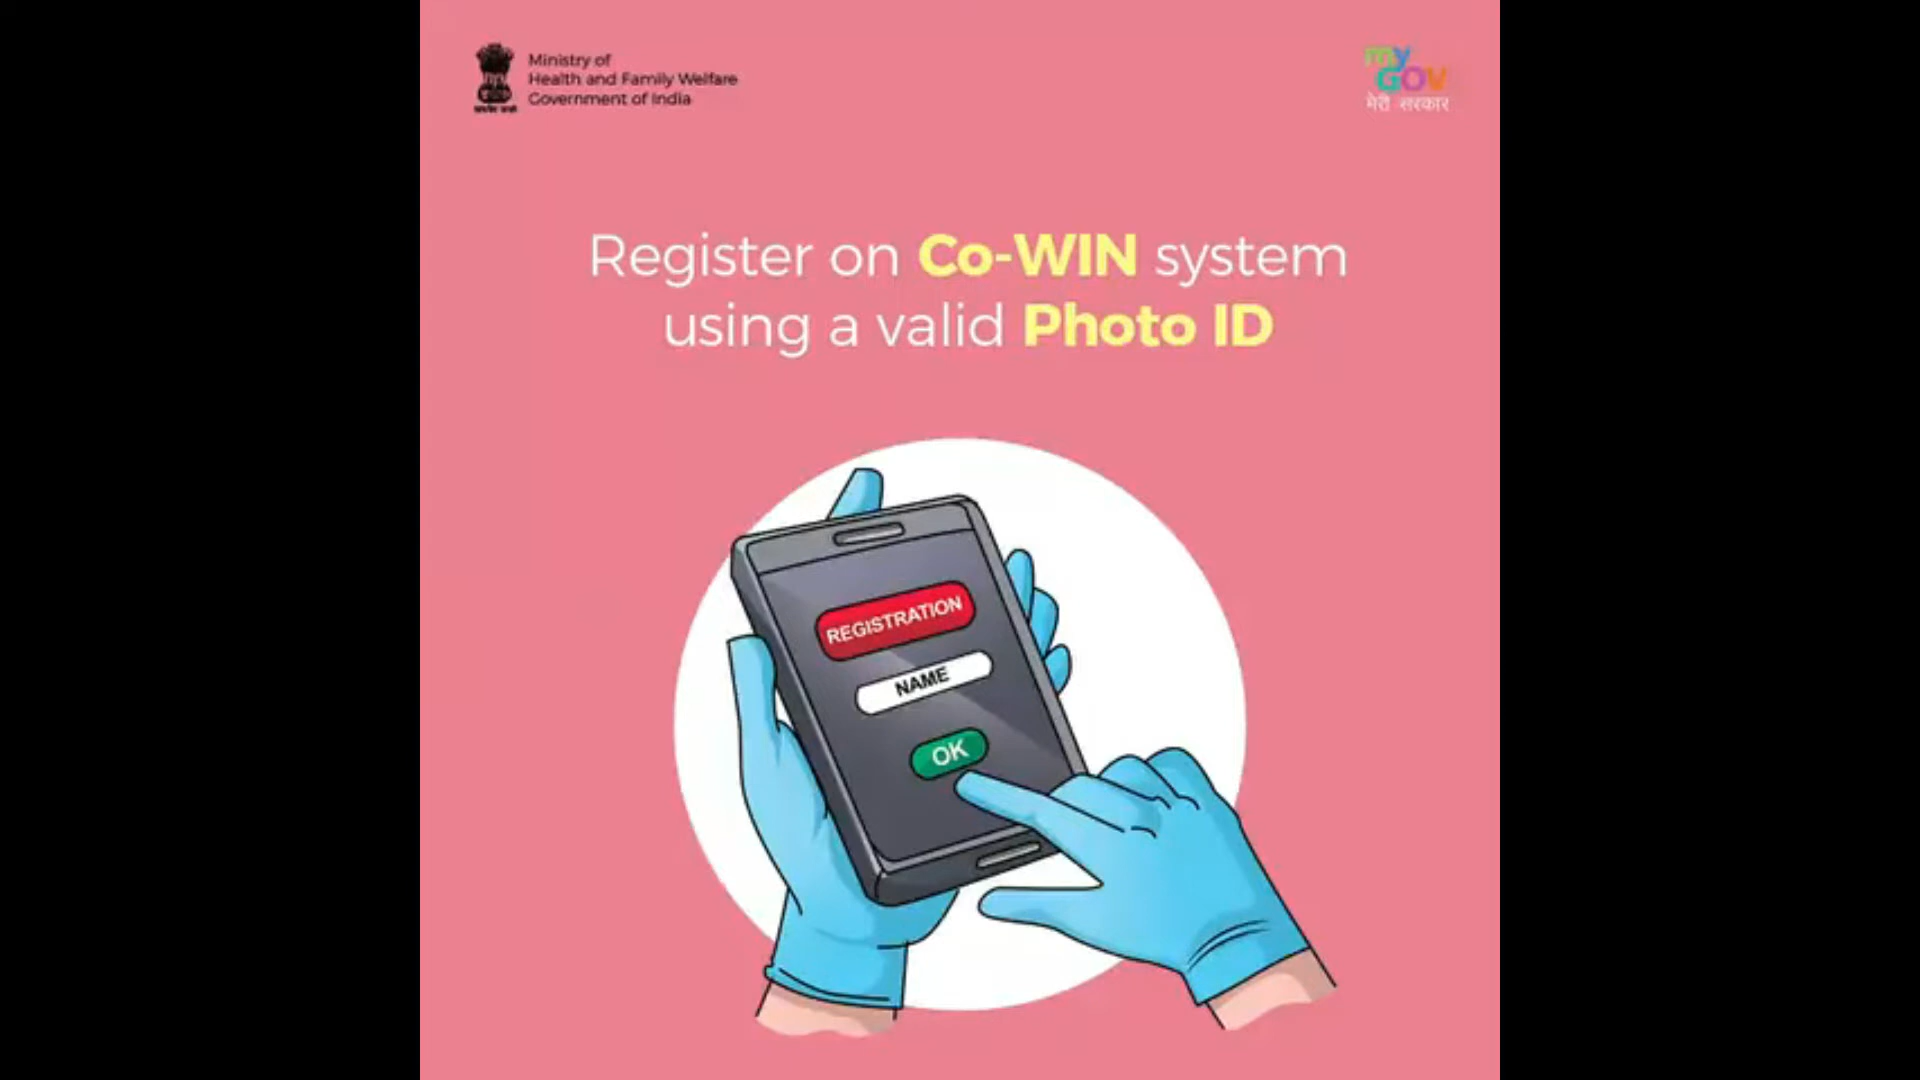 Ministry of
Health and Family Welfare
Government of India
my
GOV
मेरी सरकार
Register on Co-WIN system
using a valid Photo ID
REGISTRATION
NAME
OK